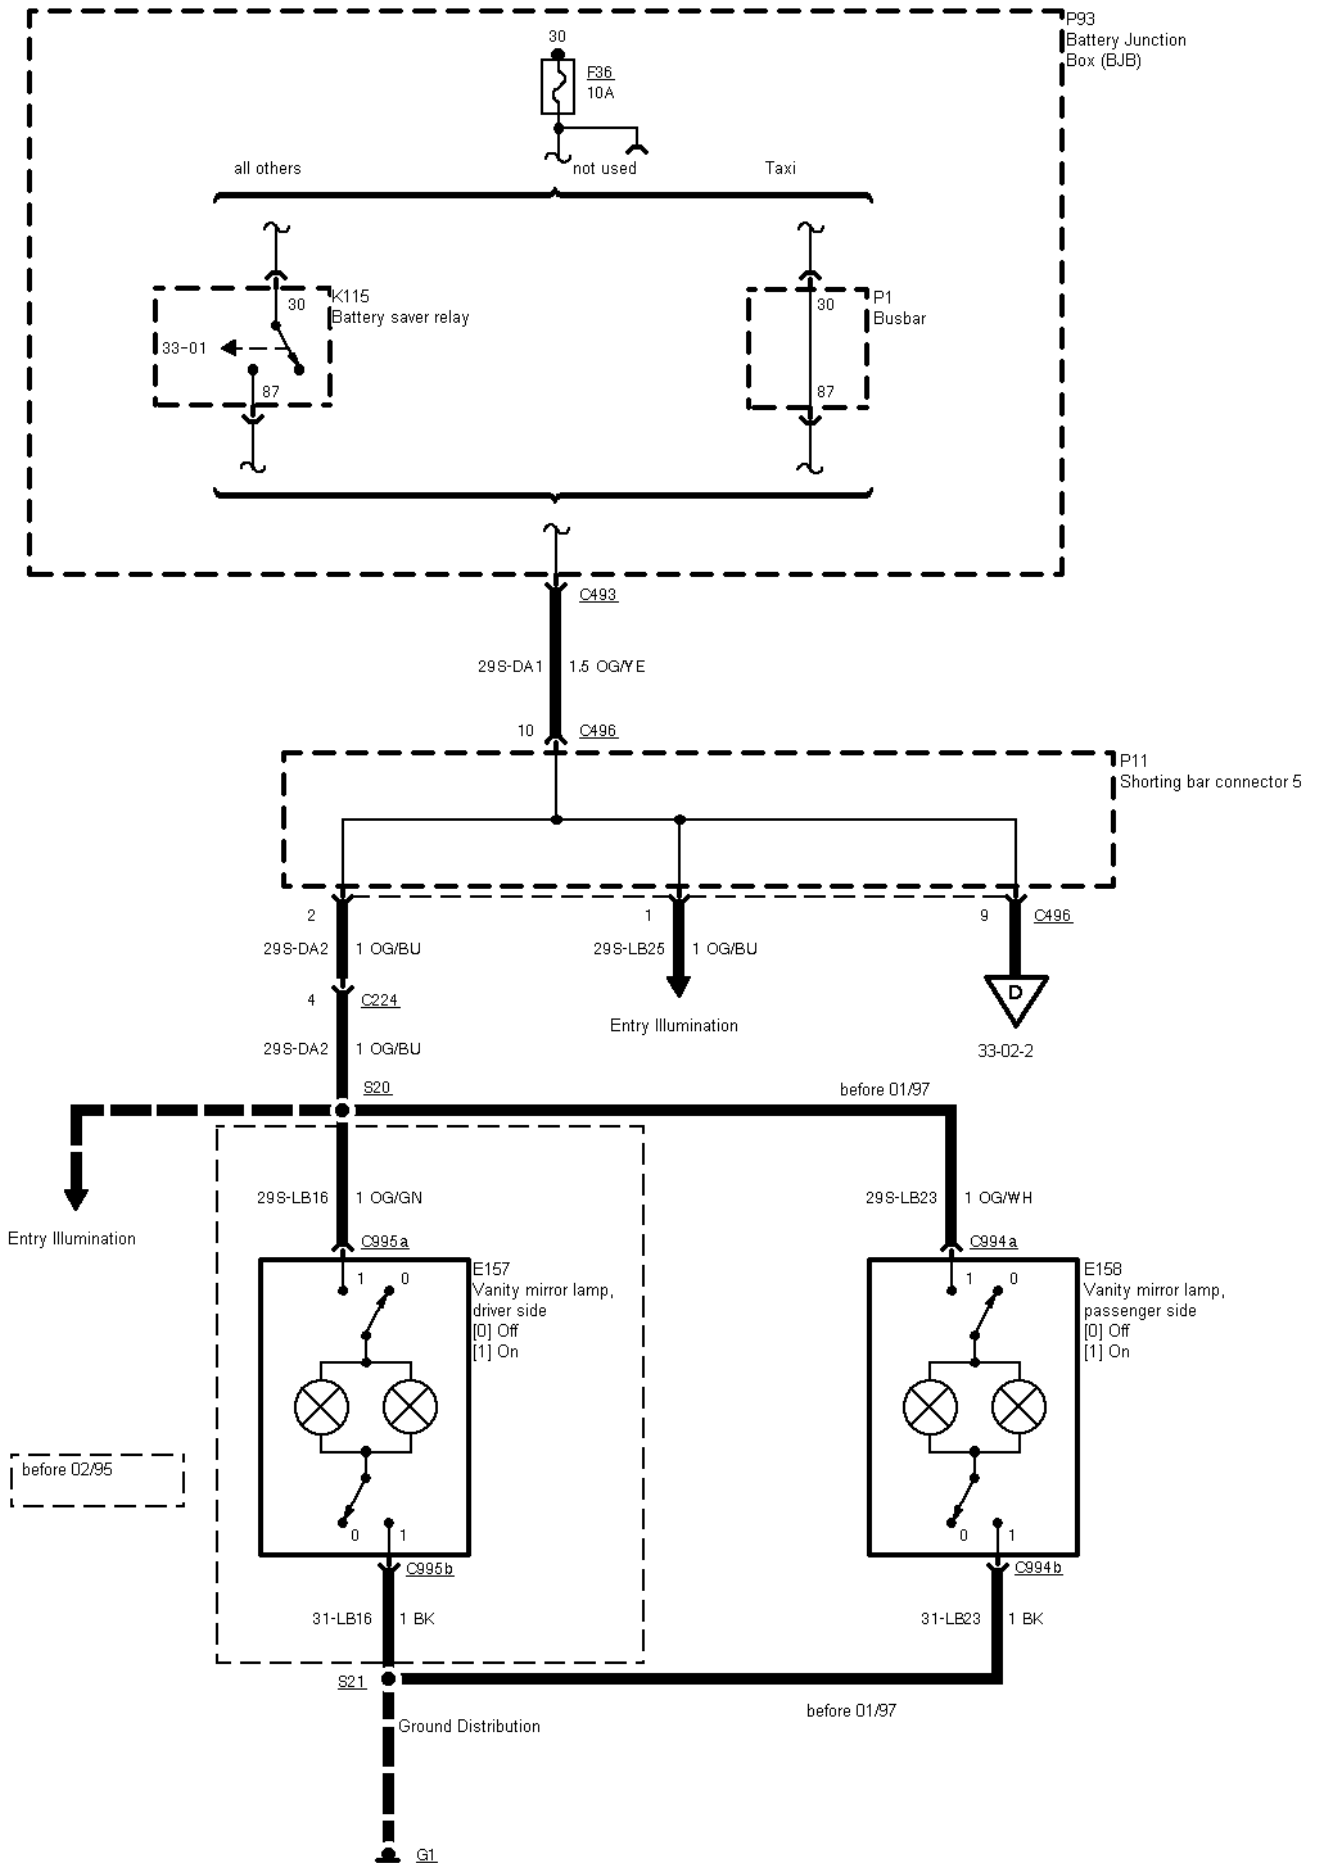 P93
Battery Junction
Box (BJB)
30
F36
10A
all others
not used
Taxi
30
K115
Battery saver relay
33-01
87
30
P1
Busbar
87
C493
29S-DA1
1.5 OG/YE
10
C496
P11
Shorting bar connector 5
2
1
9
C496
29S-DA2
1 OG/BU
29S-LB25
1 OG/BU
D
4
C224
Entry Illumination
33-02-2
29S-DA2
1 OG/BU
S20
before 01/97
29S-LB16
1 OG/GN
29S-LB23
1 OG/WH
Entry Illumination
C995a
C994a
1
0
E157
Vanity mirror lamp,
driver side
[0] Off
[1] On
1
0
E158
Vanity mirror lamp,
passenger side
[0] Off
[1] On
before 02/95
0
1
0
1
C995b
C994b
31-LB16
1 BK
31-LB23
1 BK
S21
before 01/97
Ground Distribution
G1